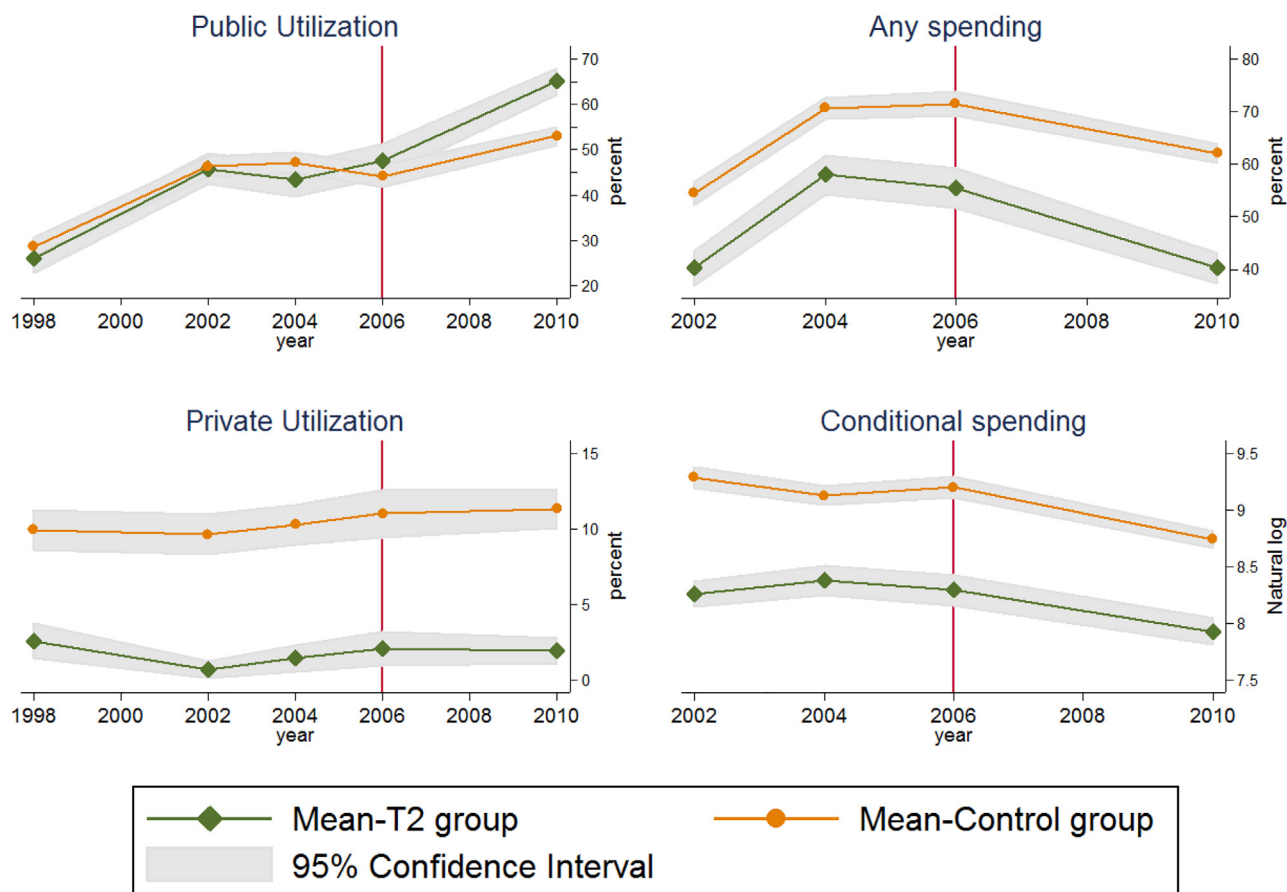 Public Utilization
70
60
50
40
30
20
percent
1998 2000 2002 2004 2006 2008 2010
year
Any spending
80
70
60
50
40
percent
2002 2004 2006 2008 2010
year
Private Utilization
15
10
5
0
percent
1998 2000 2002 2004 2006 2008 2010
year
Conditional spending
9.5
9
8.5
8
7.5
Natural log
2002 2004 2006 2008 2010
year
Mean-T2 group Mean-Control group
95% Confidence Interval